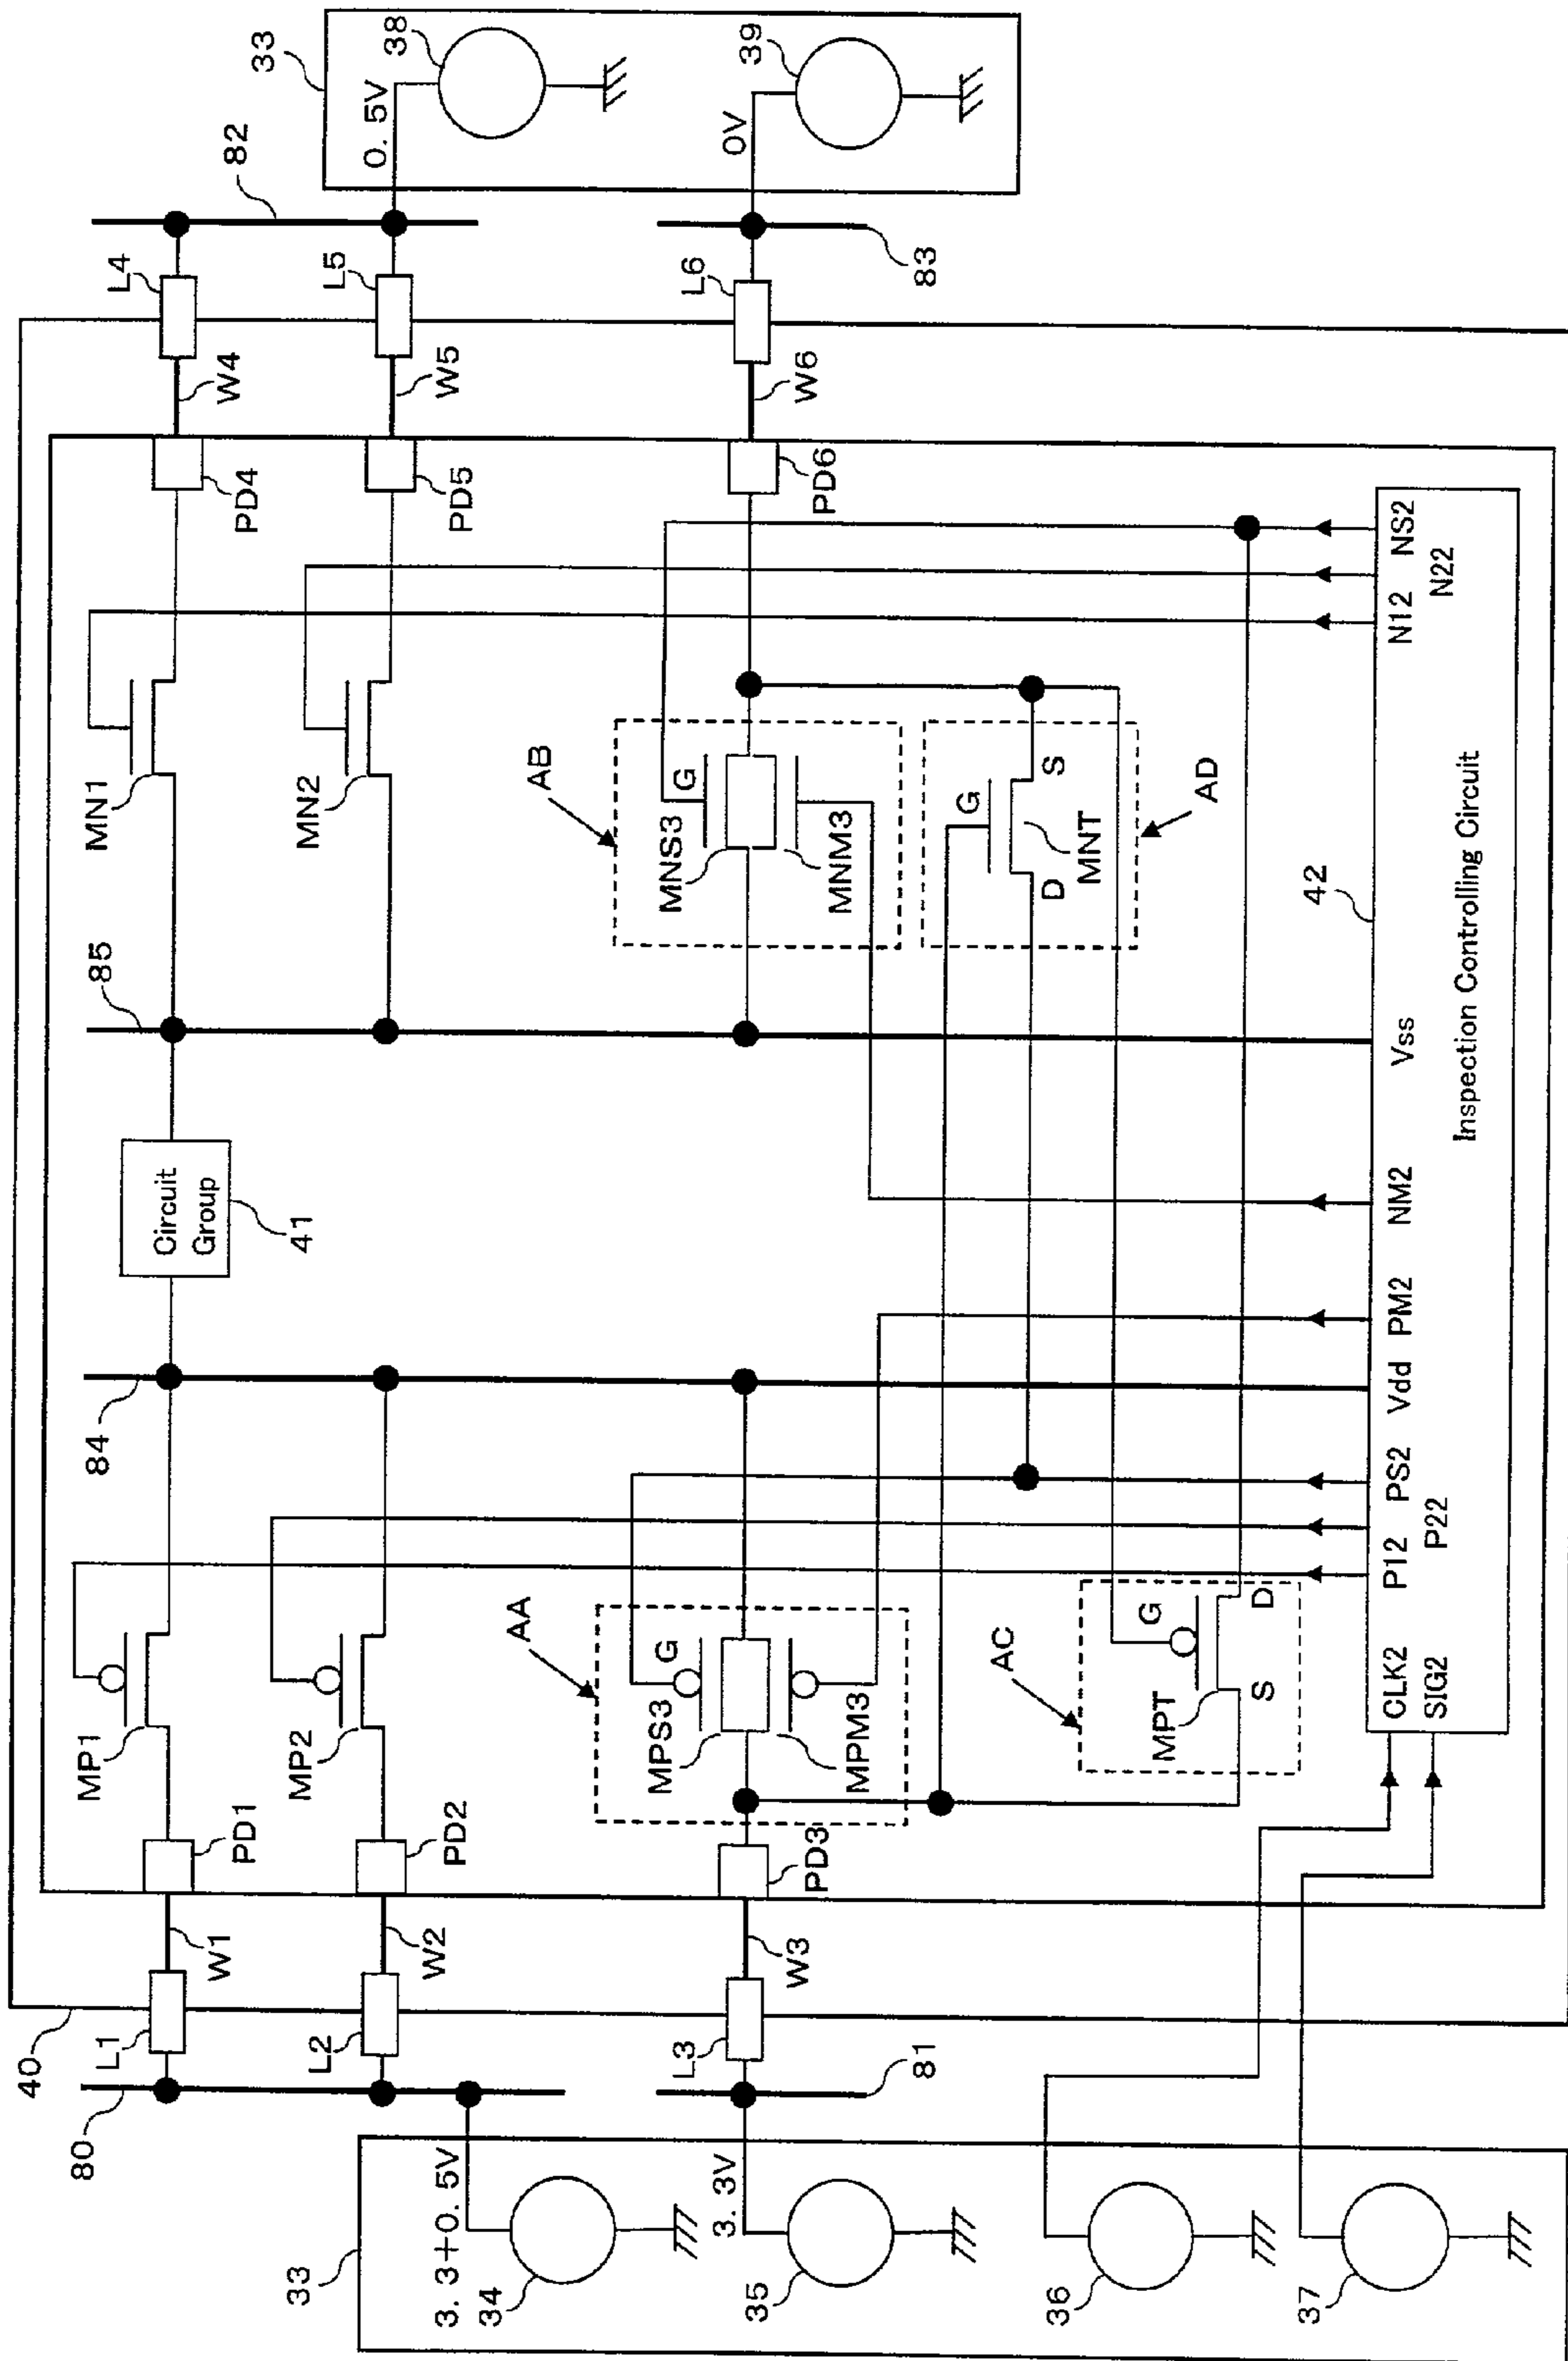 33
34
3. 3+0. 5V
35
3. 3V
36
37
80
81
40
L1
L2
L3
W1
W2
W3
PD1
PD2
PD3
MP1
MP2
AA
MPS3
G
MPM3
AC
MPT
G
S
D
84
Circuit
Group
41
85
MN1
MN2
AB
MNS3
G
MNM3
AD
MNT
G
D
S
PD4
PD5
PD6
W4
W5
W6
L4
L5
L6
82
83
33
0. 5V
38
0V
39
CLK2
SIG2
P12
P22
PS2
Vdd
PM2
NM2
Vss
42
N12
N22
NS2
Inspection Controlling Circuit